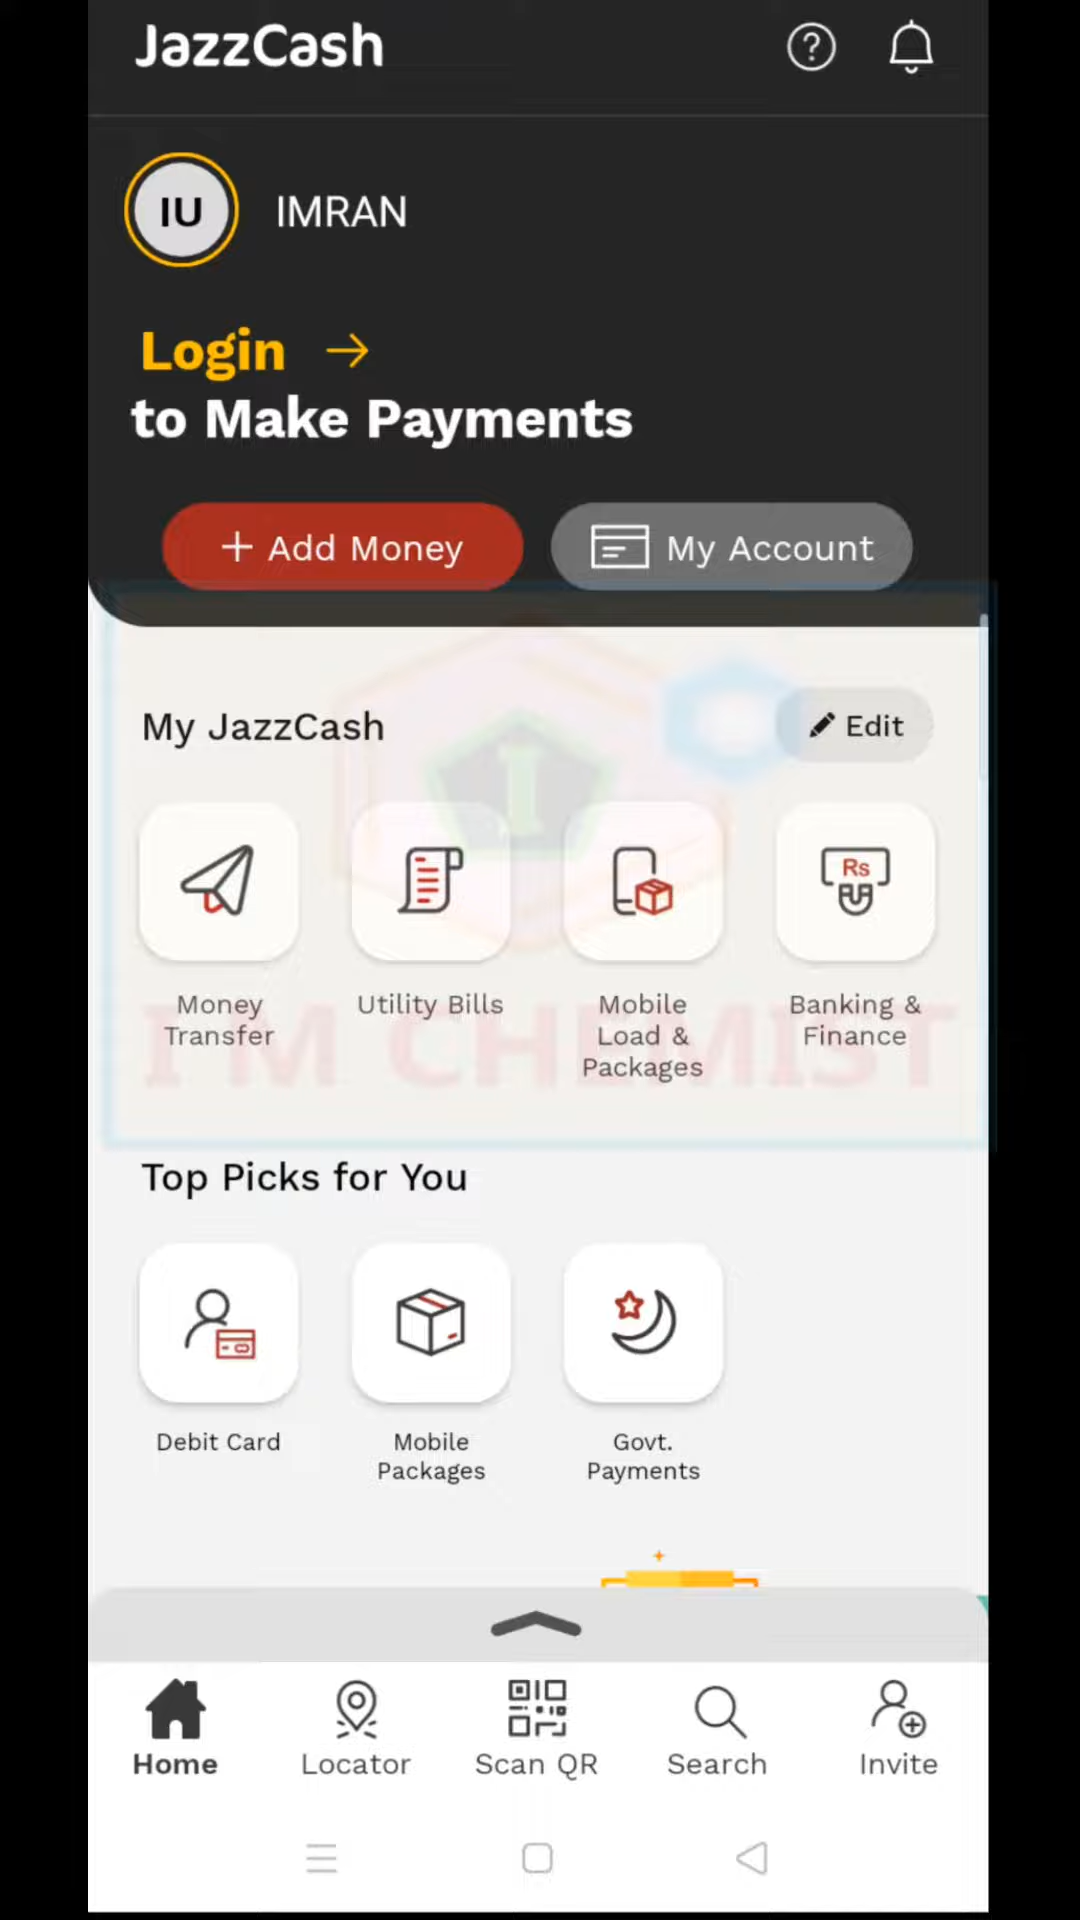 JazzCash
IU
IMRAN
Login
to Make Payments
+ Add Money
My Account
My JazzCash
Edit
I
Rs
Money
Transfer
Utility Bills
Mobile
Load &
Packages
Banking &
Finance
I'M CHEMIST
Top Picks for You
Debit Card
Mobile
Packages
Govt.
Payments
Home
Locator
Scan QR
Search
Invite